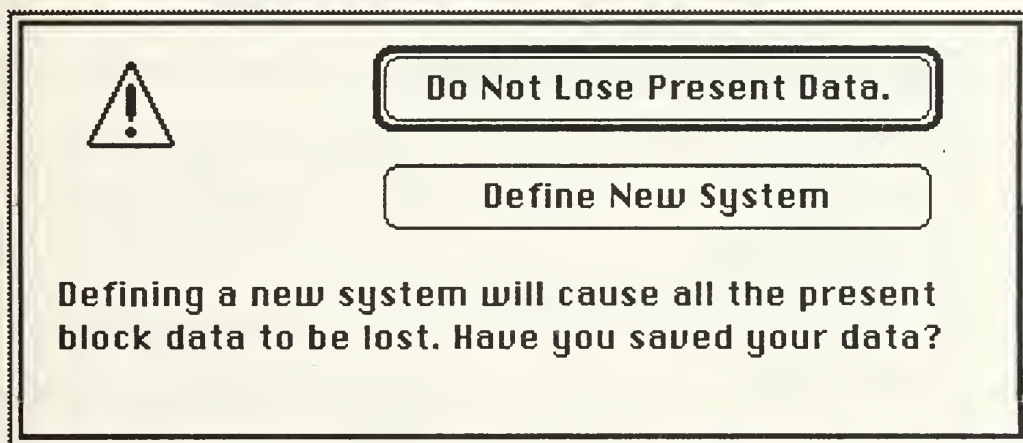 Do Not Lose Present Data.
Define New System
Defining a new system will cause all the present
block data to be lost. Have you saved your data?